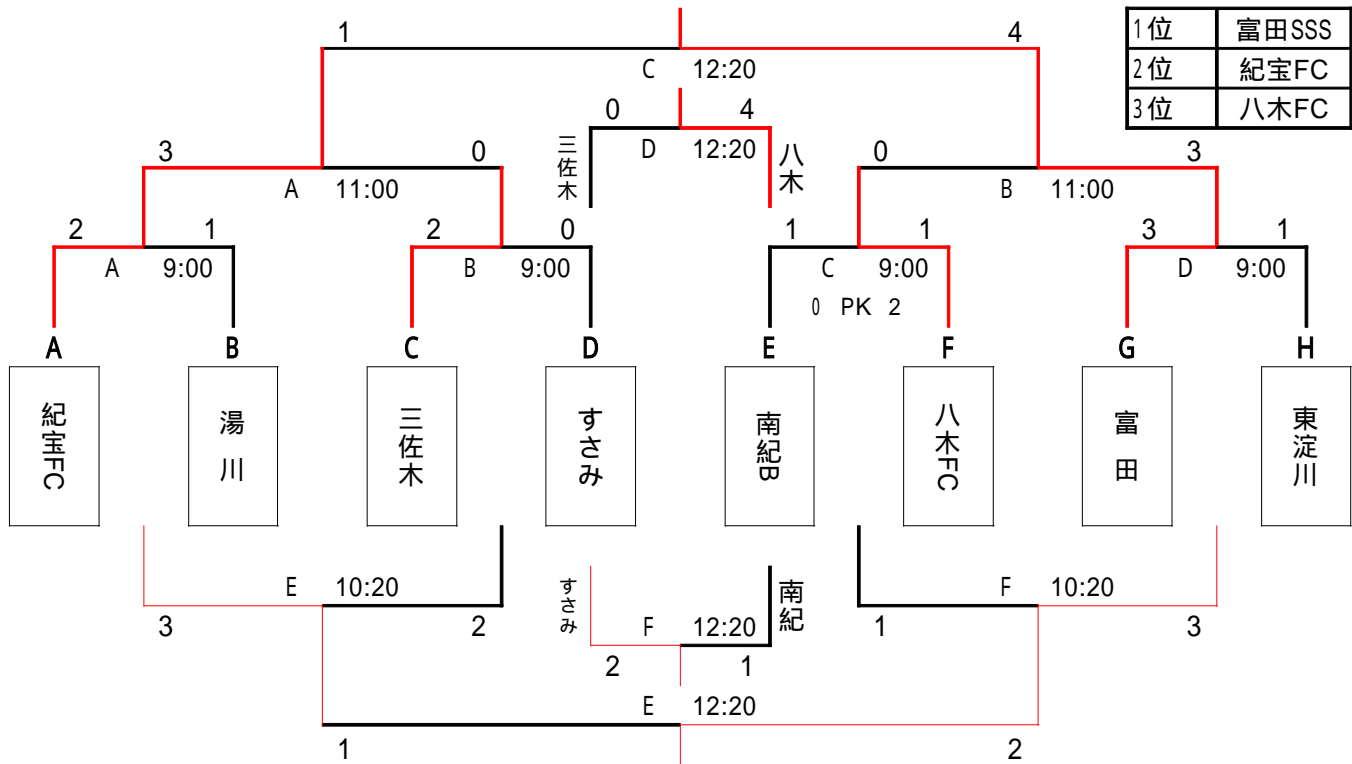 1 4
1位 富田SSS
C 12:20
2位 紀宝FC
3位 八木FC
0 4
三佐木 D 12:20 八木
3 0 0 3
A 11:00 B 11:00
2 1 2 0 1 1 3 1
A 9:00 B 9:00 C 9:00 D 9:00
0 PK 2
A B C D E F G H
紀宝FC 湯川 三佐木 すさみ 南紀B 八木FC 富田 東淀川
E 10:20 すさみ 南紀 F 10:20
3 2 F 12:20 1 3
2 1
E 12:20
1 2